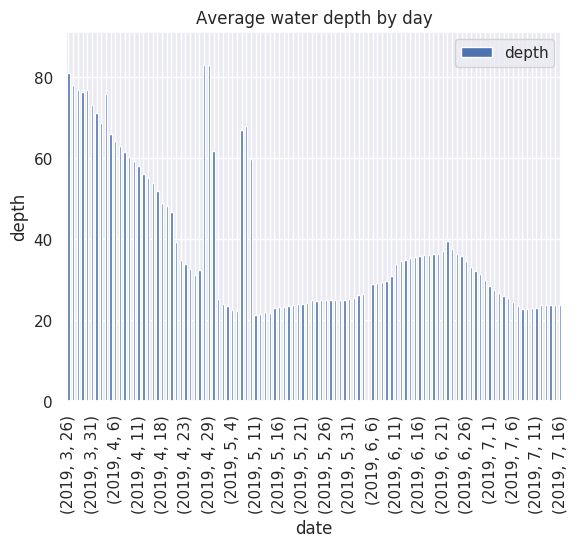 Average water depth by day
depth
depth
80
60
40
20
0
(2019, 3, 26)
(2019, 3, 31)
(2019, 4, 6)
(2019, 4, 11)
(2019, 4, 18)
(2019, 4, 23)
(2019, 4, 29)
(2019, 5, 4)
(2019, 5, 11)
(2019, 5, 16)
(2019, 5, 21)
(2019, 5, 26)
(2019, 5, 31)
(2019, 6, 6)
(2019, 6, 11)
(2019, 6, 16)
(2019, 6, 21)
(2019, 6, 26)
(2019, 7, 1)
(2019, 7, 6)
(2019, 7, 11)
(2019, 7, 16)
date